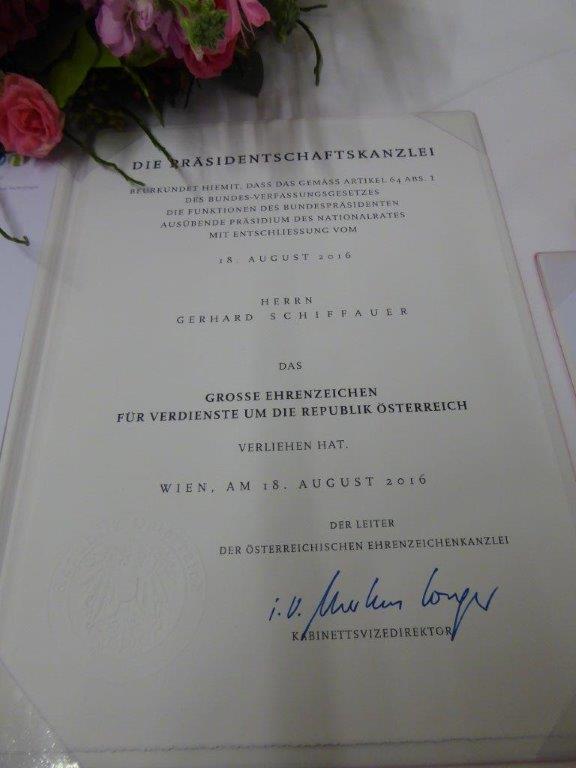 DIE PRÄSIDENTSCHAFTSKANZLEI
BEURKUNDET HIEMIT, DASS DAS GEMÄSS ARTIKEL 64 ABS. 1
DES BUNDES-VERFASSUNGSGESETZES
DIE FUNKTIONEN DES BUNDESPRÄSIDENTEN
AUSÜBENDE PRÄSIDIUM DES NATIONALRATES
MIT ENTSCHLIESSUNG VOM
18. AUGUST 2016
HERRN
GERHARD SCHIFFAUER
DAS
GROSSE EHRENZEICHEN
FÜR VERDIENSTE UM DIE REPUBLIK ÖSTERREICH
VERLIEHEN HAT.
WIEN, AM 18. AUGUST 2016
DER LEITER
DER ÖSTERREICHISCHEN EHRENZEICHENKANZLEI
i.V.
KABINETTSVIZEDIREKTOR